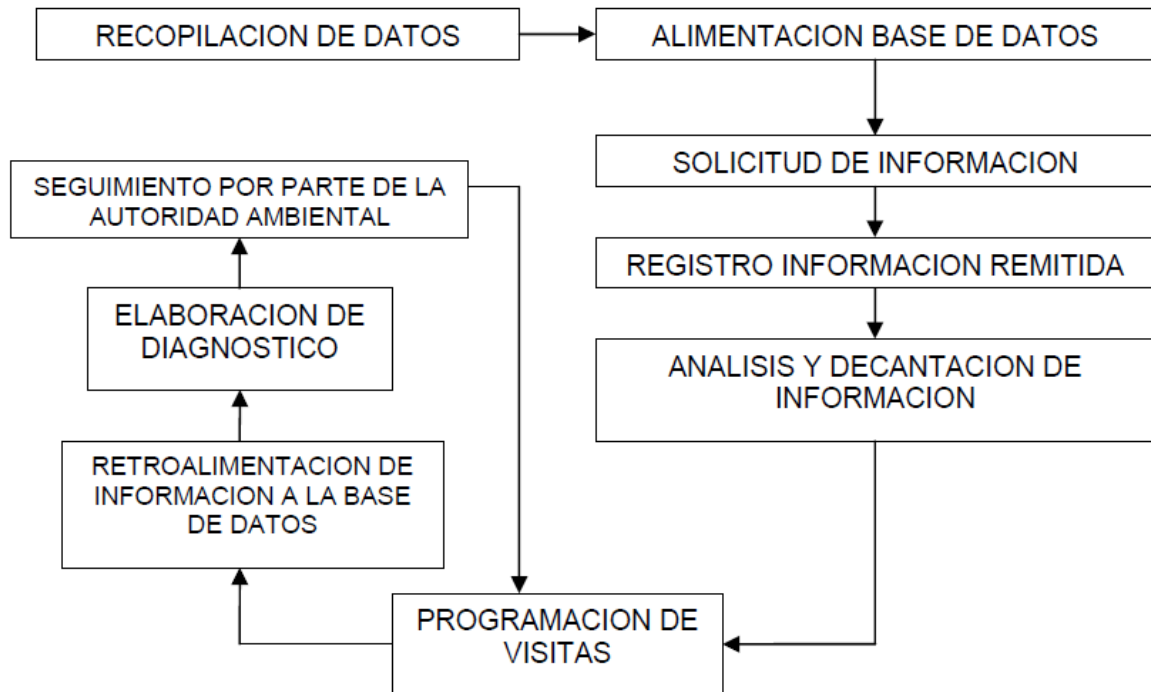 RECOPILACION DE DATOS
ALIMENTACION BASE DE DATOS
SOLICITUD DE INFORMACION
REGISTRO INFORMACION REMITIDA
ANALISIS Y DECANTACION DE
INFORMACION
PROGRAMACION DE
VISITAS
RETROALIMENTACION DE
INFORMACION A LA BASE
DE DATOS
ELABORACION DE
DIAGNOSTICO
SEGUIMIENTO POR PARTE DE LA
AUTORIDAD AMBIENTAL